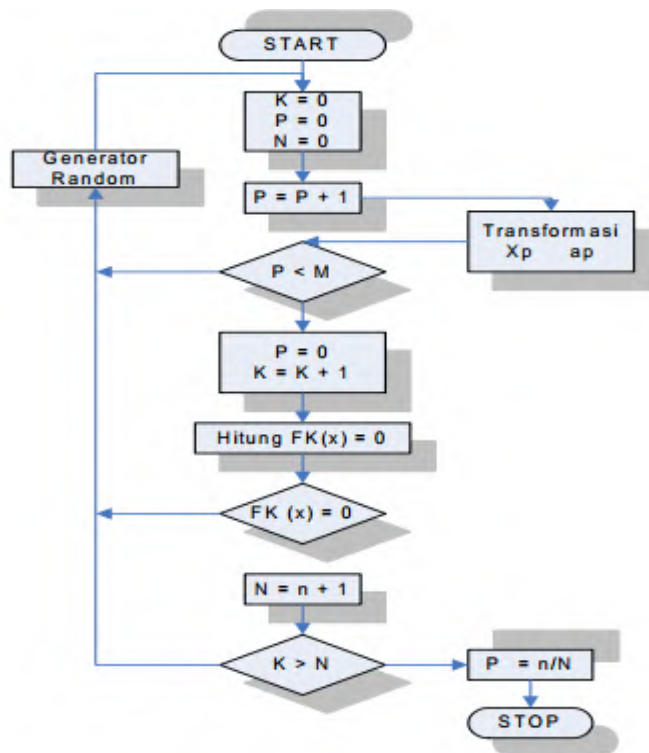 START
K = 0
P = 0
N = 0
Generator
Random
P = P + 1
Transformasi
Xp ap
P < M
P = 0
K = K + 1
Hitung FK(x) = 0
FK (x) = 0
N = n + 1
K > N
P = n/N
STOP